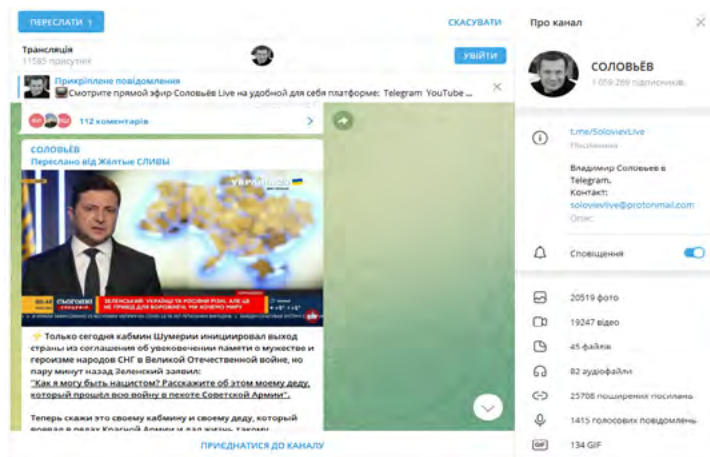 ПЕРЕСЛАТИ 1
СКАСУВАТИ
Трансляція
11585 присутніх
УВІЙТИ
Прикріплене повідомлення
Смотрите прямой эфир Соловьёв Live на удобной для себя платформе: Telegram YouTube ...
112 коментарів
СОЛОВЬЁВ
Переслано від Жёлтые СЛИВЫ
УКРАЇНА 24
00:48
СЬОГОДНІ
ЗЕЛЕНСЬКИЙ: УКРАЇНЦІ ТА РОСІЯНИ РІЗНІ, АЛЕ ЦЕ
НЕ ПРИВІД ДЛЯ ВОРОЖНЕЧІ, МИ ХОЧЕМО МИРУ
Только сегодня кабмин Шумерии инициировал выход
страны из соглашения об увековечении памяти о мужестве и
героизме народов СНГ в Великой Отечественной войне, но
пару минут назад Зеленский заявил:
"Как я могу быть нацистом? Расскажите об этом моему деду,
который прошёл всю войну в пехоте Советской Армии".
Теперь скажи это своему кабмину и своему деду, который
воевал в рядах Красной Армии и дал жизнь такому
ПРИЄДНАТИСЯ ДО КАНАЛУ
Про канал
СОЛОВЬЁВ
1 059 269 підписників
t.me/SolovievLive
Посилання
Владимир Соловьев в
Telegram.
Контакт:
solovievlive@protonmail.com
Опис
Сповіщення
20519 фото
19247 відео
45 файлів
82 аудіофайли
25708 поширених посилань
1415 голосових повідомлень
GIF
134 GIF